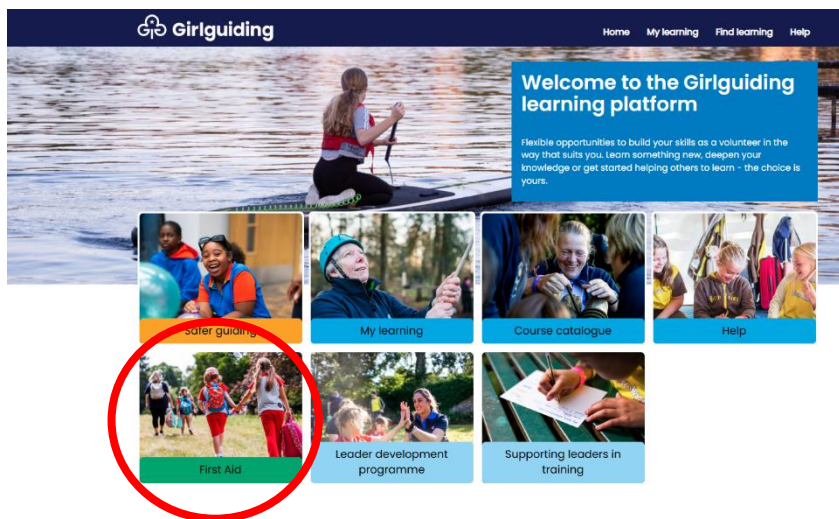 Girlguiding
Home My learning Find learning Help
Welcome to the Girlguiding
learning platform
Flexible opportunities to build your skills as a volunteer in the
way that suits you. Learn something new, deepen your
knowledge or get started helping others to learn - the choice is
yours.
Safer guiding
My learning
Course catalogue
Help
First Aid
Leader development
programme
Supporting leaders in
training